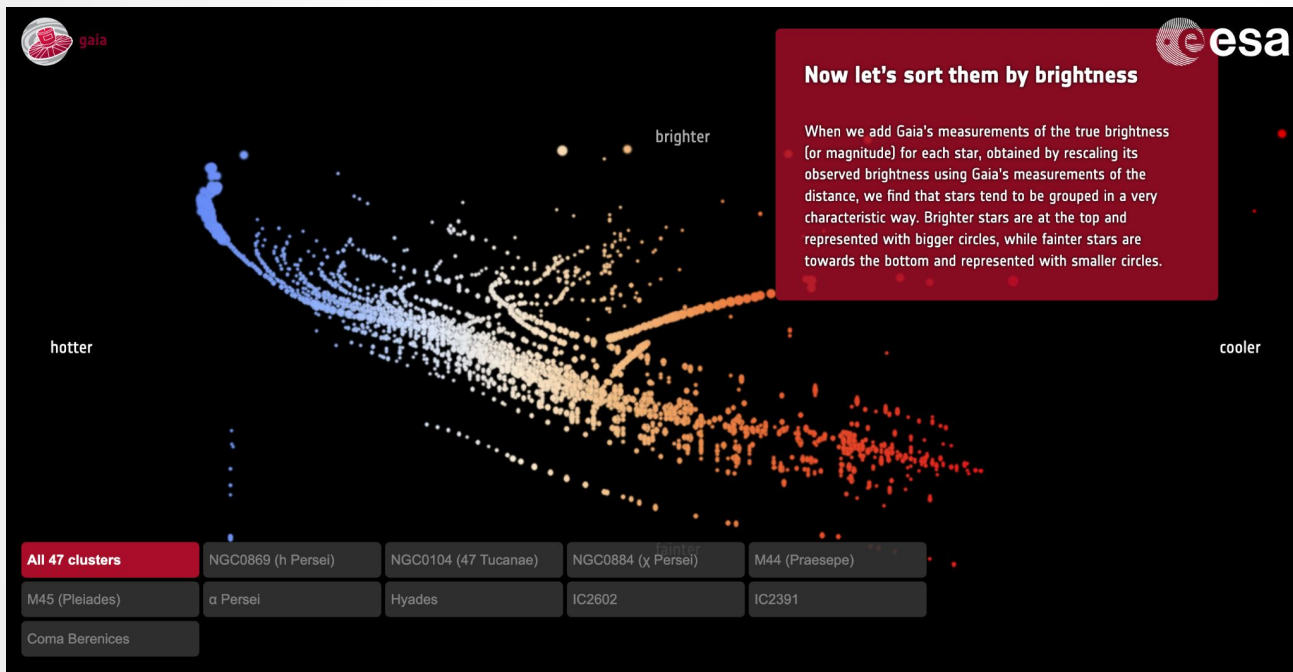 gaia
esa
Now let's sort them by brightness
When we add Gaia's measurements of the true brightness
(or magnitude) for each star, obtained by rescaling its
observed brightness using Gaia's measurements of the
distance, we find that stars tend to be grouped in a very
characteristic way. Brighter stars are at the top and
represented with bigger circles, while fainter stars are
towards the bottom and represented with smaller circles.
brighter
hotter
cooler
fainter
All 47 clusters
NGC0869 (h Persei)
NGC0104 (47 Tucanae)
NGC0884 (χ Persei)
M44 (Praesepe)
M45 (Pleiades)
α Persei
Hyades
IC2602
IC2391
Coma Berenices